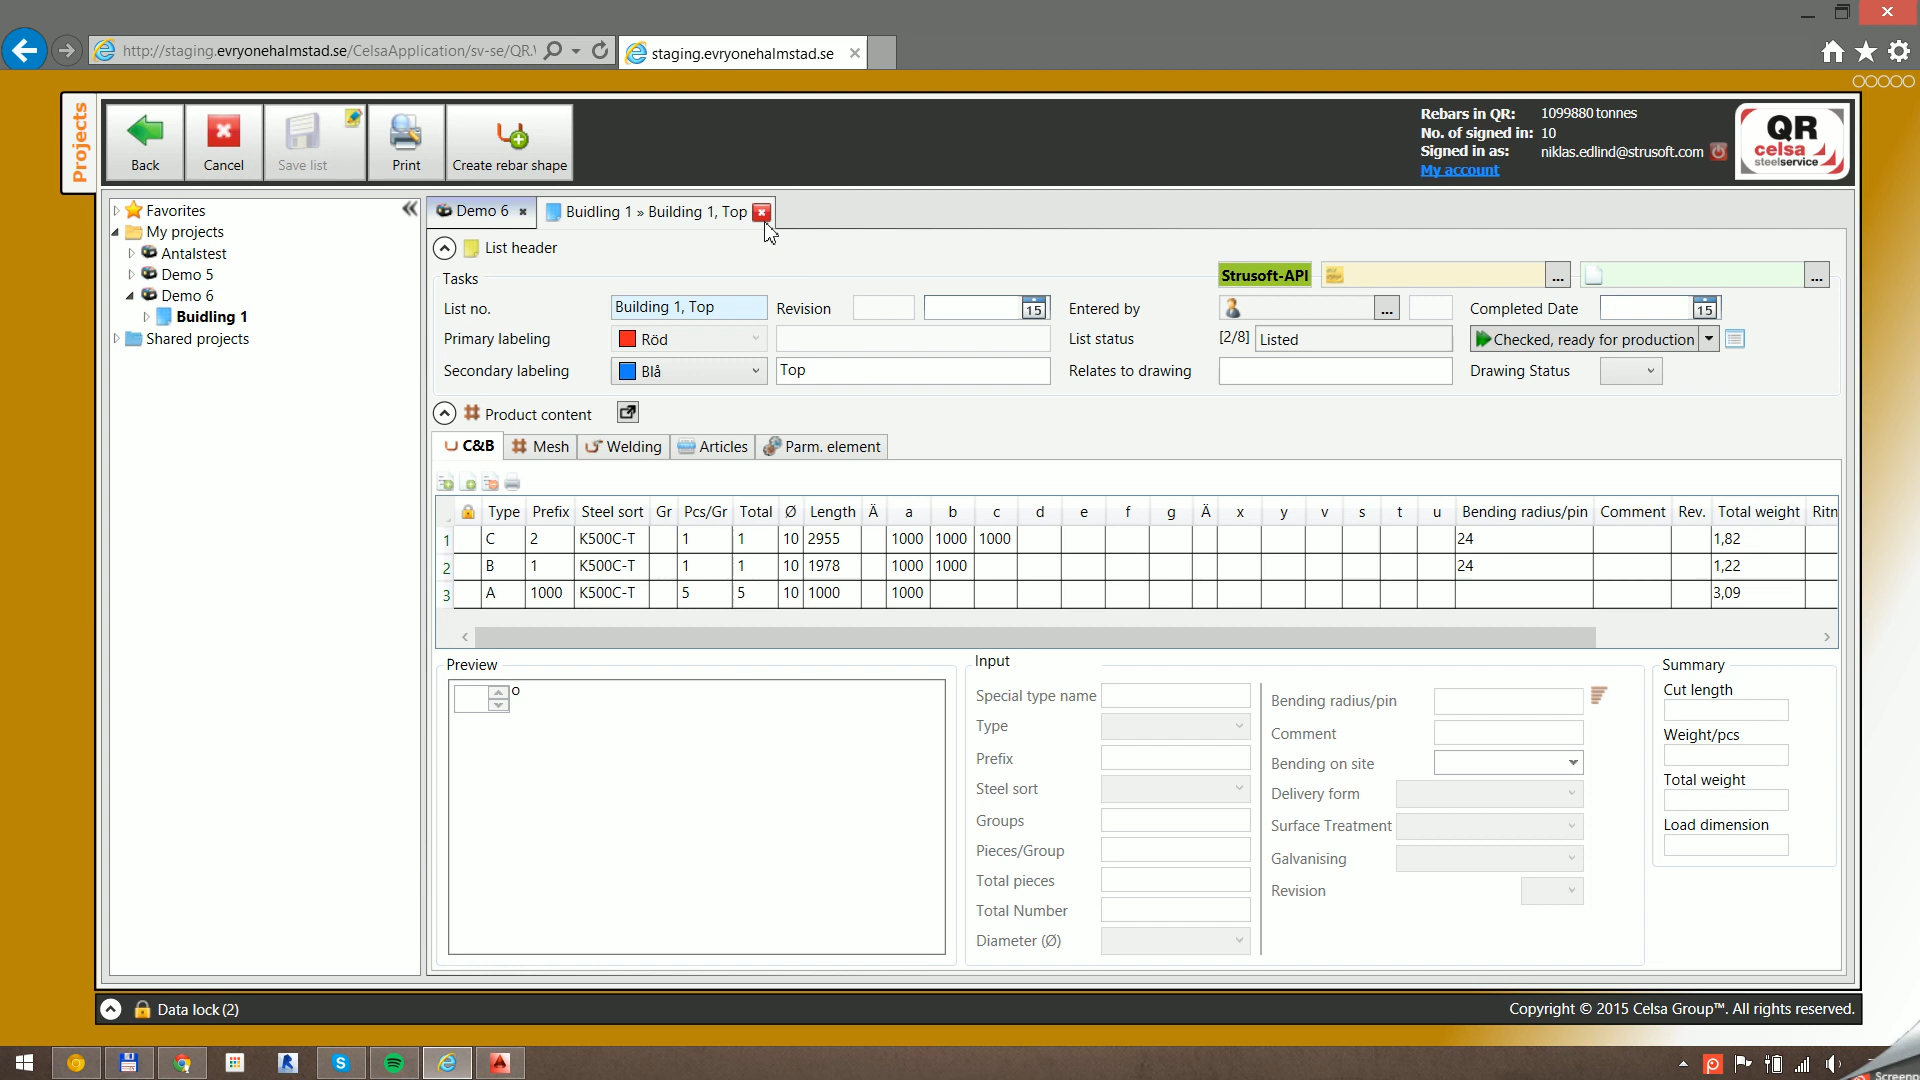 http://staging.evryonehalmstad.se/CelsaApplication/sv-se/QR.
staging.evryonehalmstad.se
Projects
Back
Cancel
Save list
Print
Create rebar shape
Rebars in QR: 1099880 tonnes
No. of signed in: 10
Signed in as: niklas.edlind@strusoft.com
My account
QR
celsa
steelservice
Favorites
My projects
Antalstest
Demo 5
Demo 6
Buidling 1
Shared projects
Demo 6
Buidling 1 » Building 1, Top
List header
Tasks
Strusoft-API
...
...
List no. Building 1, Top Revision 15 Entered by ... Completed Date 15
Primary labeling Röd List status [2/8] Listed Checked, ready for production
Secondary labeling Blå Top Relates to drawing Drawing Status
Product content
C&B Mesh Welding Articles Parm. element
Type Prefix Steel sort Gr Pcs/Gr Total Ø Length Ä a b c d e f g Ä x y v s t u Bending radius/pin Comment Rev. Total weight Ritn
1 C 2 K500C-T 1 1 10 2955 1000 1000 1000 24 1,82
2 B 1 K500C-T 1 1 10 1978 1000 1000 24 1,22
3 A 1000 K500C-T 5 5 10 1000 1000 3,09
Preview
o
Input
Special type name
Type
Prefix
Steel sort
Groups
Pieces/Group
Total pieces
Total Number
Diameter (Ø)
Bending radius/pin
Comment
Bending on site
Delivery form
Surface Treatment
Galvanising
Revision
Summary
Cut length
Weight/pcs
Total weight
Load dimension
Data lock (2)
Copyright © 2015 Celsa Group™. All rights reserved.